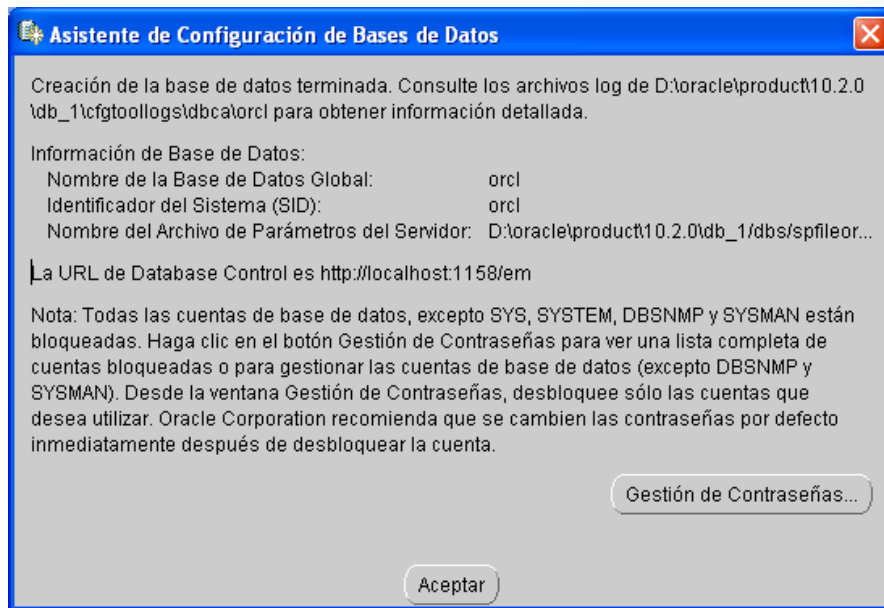 Asistente de Configuración de Bases de Datos
Creación de la base de datos terminada. Consulte los archivos log de D:\oracle\product\10.2.0
\db_1\cfgtoollogs\dbca\orcl para obtener información detallada.
Información de Base de Datos:
Nombre de la Base de Datos Global: orcl
Identificador del Sistema (SID): orcl
Nombre del Archivo de Parámetros del Servidor: D:\oracle\product\10.2.0\db_1/dbs/spfileor...
La URL de Database Control es http://localhost:1158/em
Nota: Todas las cuentas de base de datos, excepto SYS, SYSTEM, DBSNMP y SYSMAN están
bloqueadas. Haga clic en el botón Gestión de Contraseñas para ver una lista completa de
cuentas bloqueadas o para gestionar las cuentas de base de datos (excepto DBSNMP y
SYSMAN). Desde la ventana Gestión de Contraseñas, desbloquee sólo las cuentas que
desea utilizar. Oracle Corporation recomienda que se cambien las contraseñas por defecto
inmediatamente después de desbloquear la cuenta.
Gestión de Contraseñas...
Aceptar